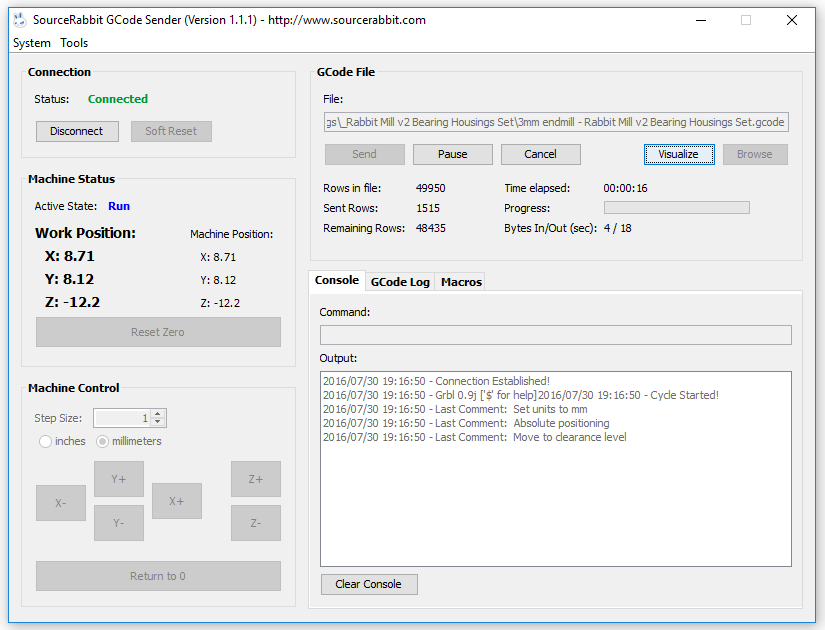 SourceRabbit GCode Sender (Version 1.1.1) - http://www.sourcerabbit.com
System Tools
Connection
Status: Connected
Disconnect Soft Reset
Machine Status
Active State: Run
Work Position: Machine Position:
X: 8.71 X: 8.71
Y: 8.12 Y: 8.12
Z: -12.2 Z: -12.2
Reset Zero
Machine Control
Step Size: 1
inches millimeters
Y+ Z+
X- X+
Y- Z-
Return to 0
GCode File
File:
gs\_Rabbit Mill v2 Bearing Housings Set\3mm endmill - Rabbit Mill v2 Bearing Housings Set.gcode
Send Pause Cancel Visualize Browse
Rows in file: 49950 Time elapsed: 00:00:16
Sent Rows: 1515 Progress:
Remaining Rows: 48435 Bytes In/Out (sec): 4 / 18
Console GCode Log Macros
Command:
Output:
2016/07/30 19:16:50 - Connection Established!
2016/07/30 19:16:50 - Grbl 0.9j ['$' for help]2016/07/30 19:16:50 - Cycle Started!
2016/07/30 19:16:50 - Last Comment: Set units to mm
2016/07/30 19:16:50 - Last Comment: Absolute positioning
2016/07/30 19:16:50 - Last Comment: Move to clearance level
Clear Console